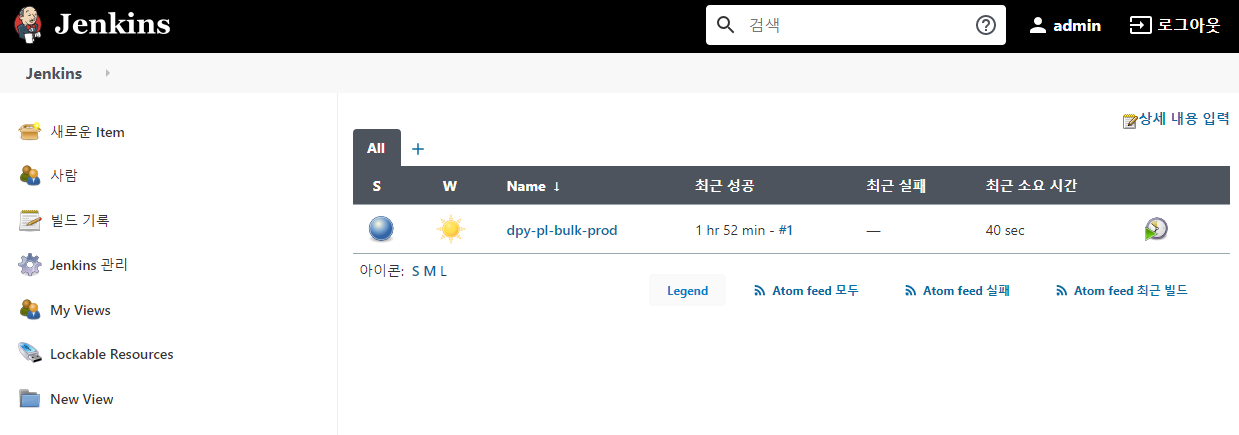 Jenkins
검색
admin
로그아웃
Jenkins
새로운 Item
사람
빌드 기록
Jenkins 관리
My Views
Lockable Resources
New View
상세 내용 입력
All +
S W Name ↓ 최근 성공 최근 실패 최근 소요 시간
dpy-pl-bulk-prod 1 hr 52 min - #1 — 40 sec
아이콘: S M L
Legend Atom feed 모두 Atom feed 실패 Atom feed 최근 빌드